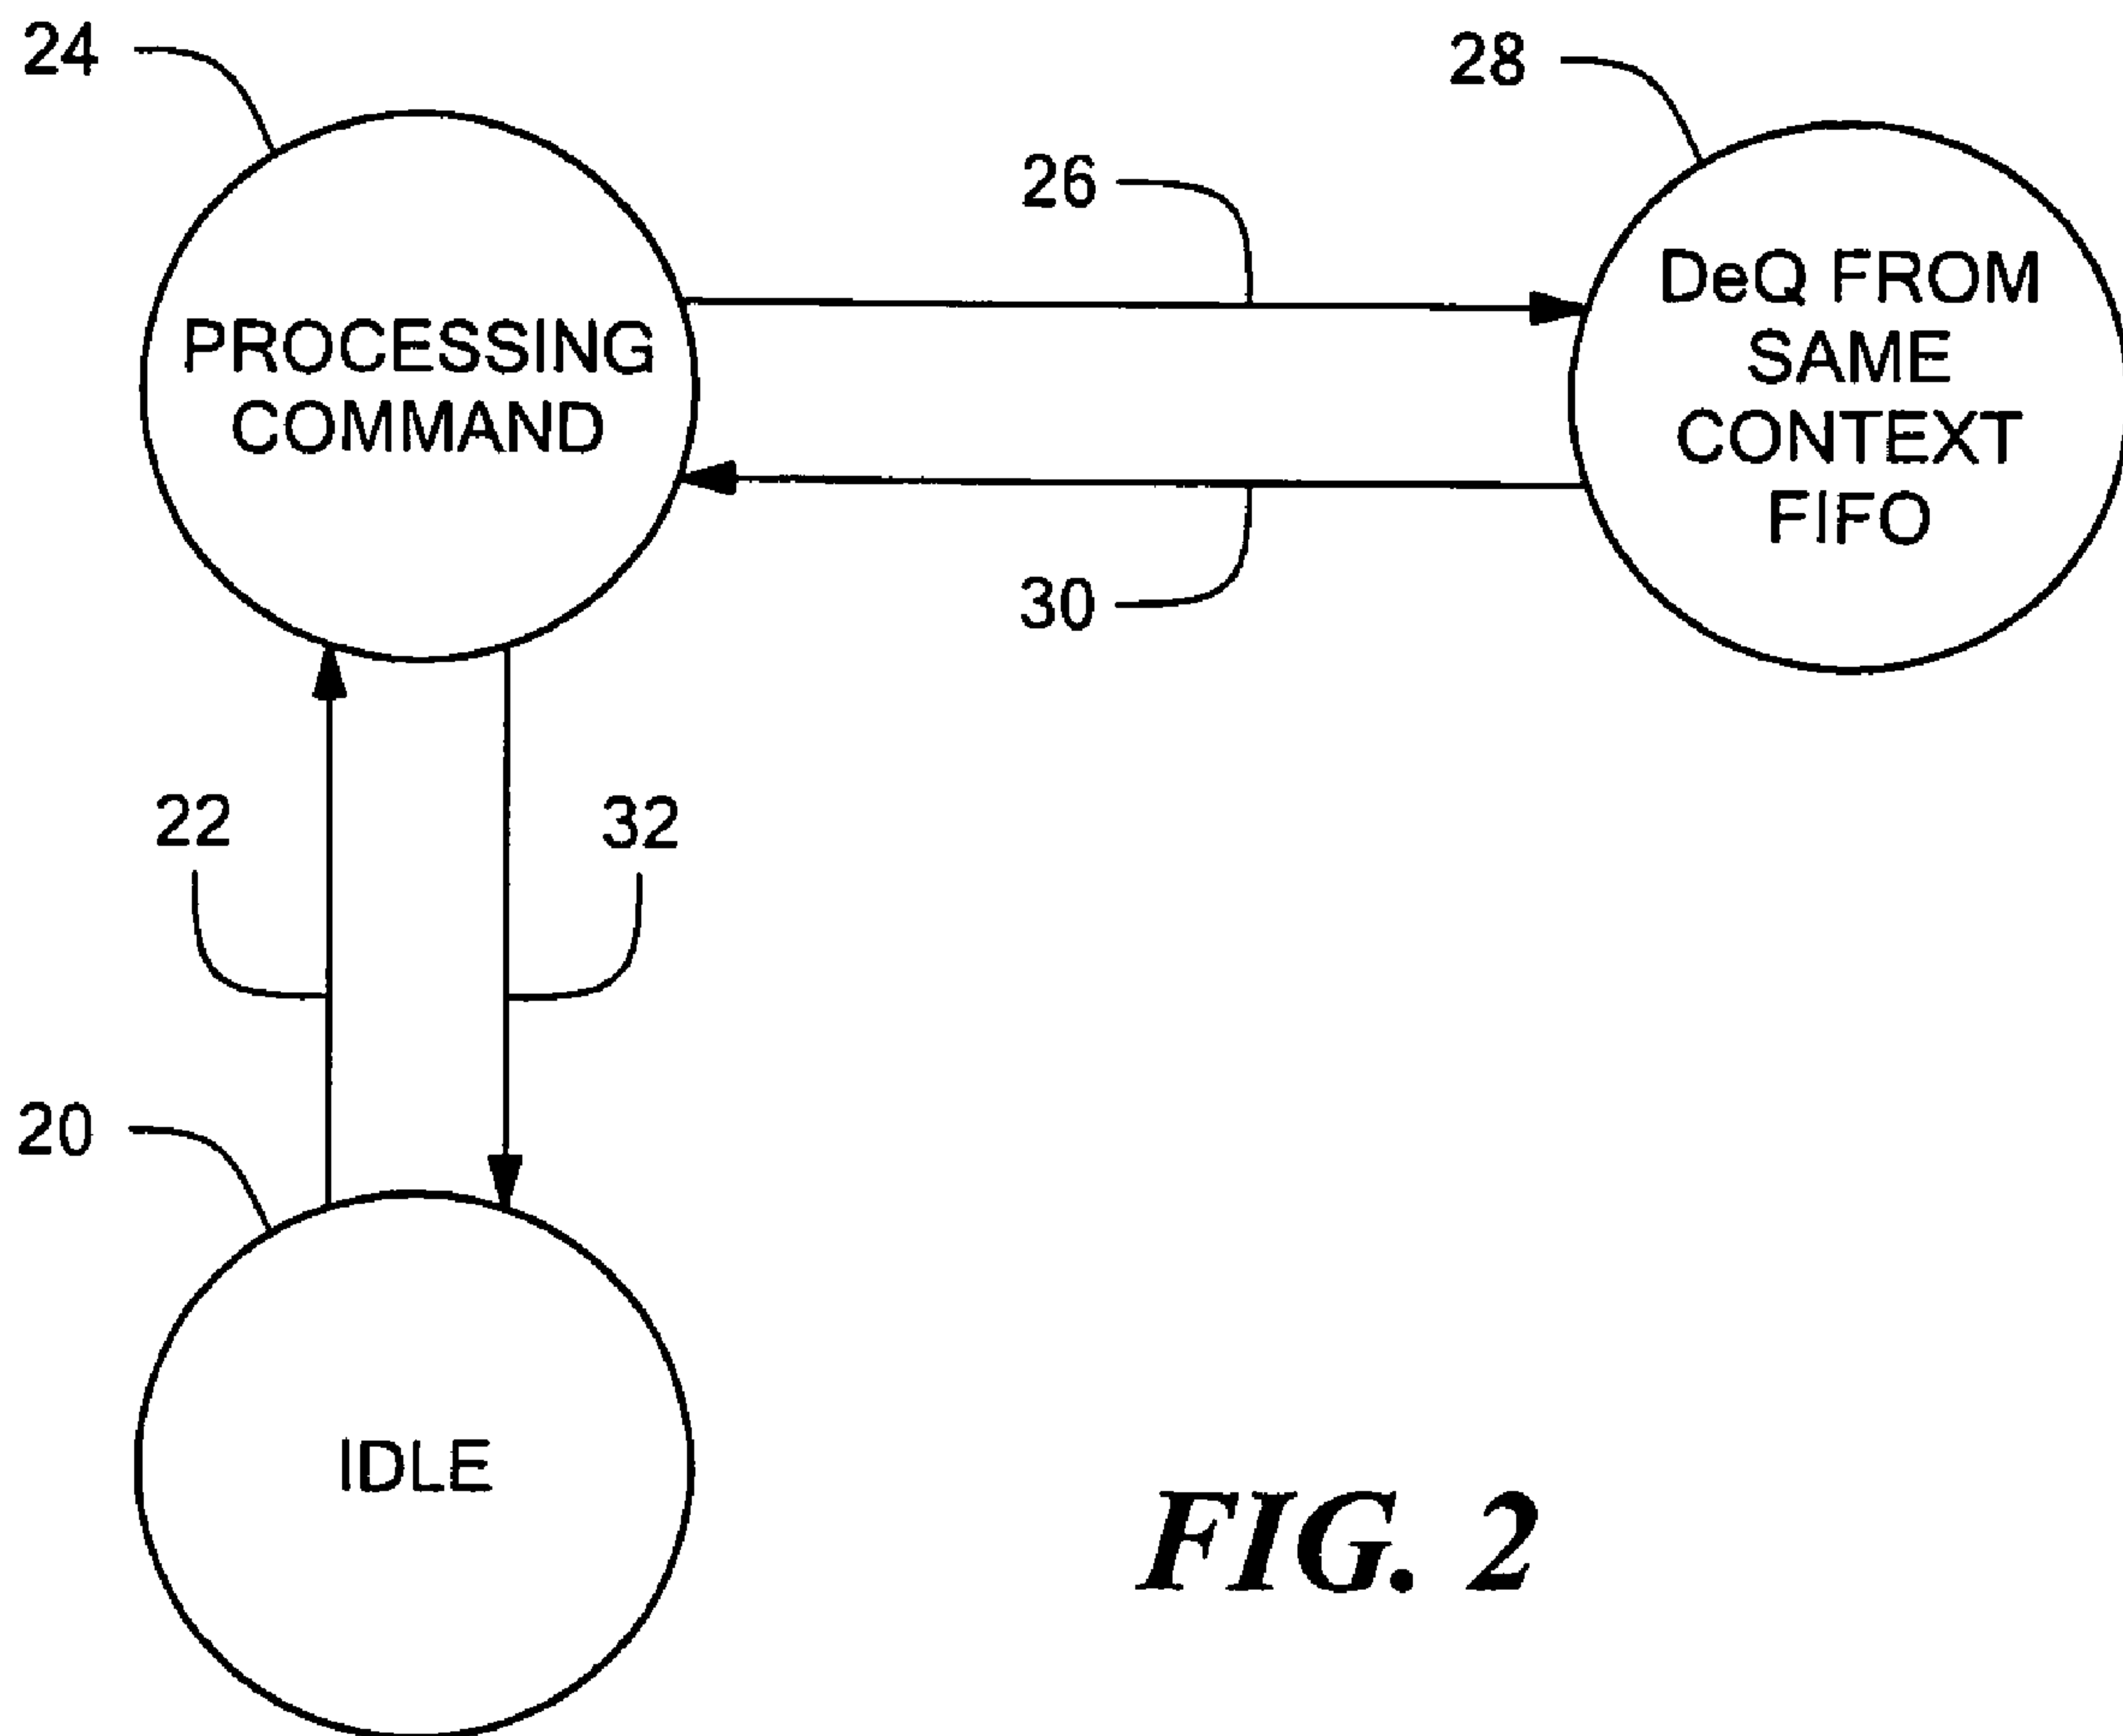 24
28
26
PROCESSING
COMMAND
DeQ FROM
SAME
CONTEXT
FIFO
30
22
32
20
IDLE
FIG. 2